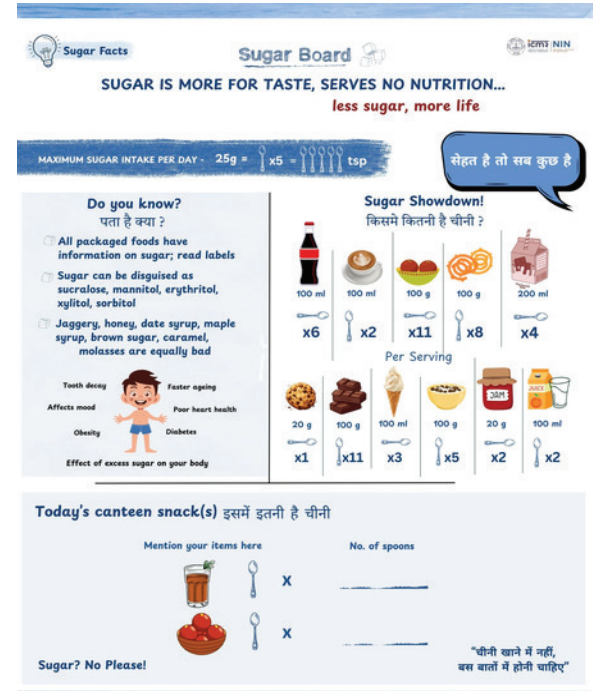 Sugar Facts
Sugar Board
icmr NIN
SUGAR IS MORE FOR TASTE, SERVES NO NUTRITION...
less sugar, more life
MAXIMUM SUGAR INTAKE PER DAY - 25g = x5 = tsp
सेहत है तो सब कुछ है
Do you know?
पता है क्या ?
All packaged foods have
information on sugar; read labels
Sugar can be disguised as
sucralose, mannitol, erythritol,
xylitol, sorbitol
Jaggery, honey, date syrup, maple
syrup, brown sugar, caramel,
molasses are equally bad
Tooth decay
Faster ageing
Affects mood
Poor heart health
Obesity
Diabetes
Effect of excess sugar on your body
Sugar Showdown!
किसमे कितनी है चीनी ?
100 ml 100 ml 100 g 100 g 200 ml
x6 x2 x11 x8 x4
Per Serving
JAM JUICE
20 g 100 g 100 ml 100 g 20 g 100 ml
x1 x11 x3 x5 x2 x2
Today's canteen snack(s) इसमें इतनी है चीनी
Mention your items here No. of spoons
X
X
Sugar? No Please!
"चीनी खाने में नहीं,
बस बातों में होनी चाहिए"